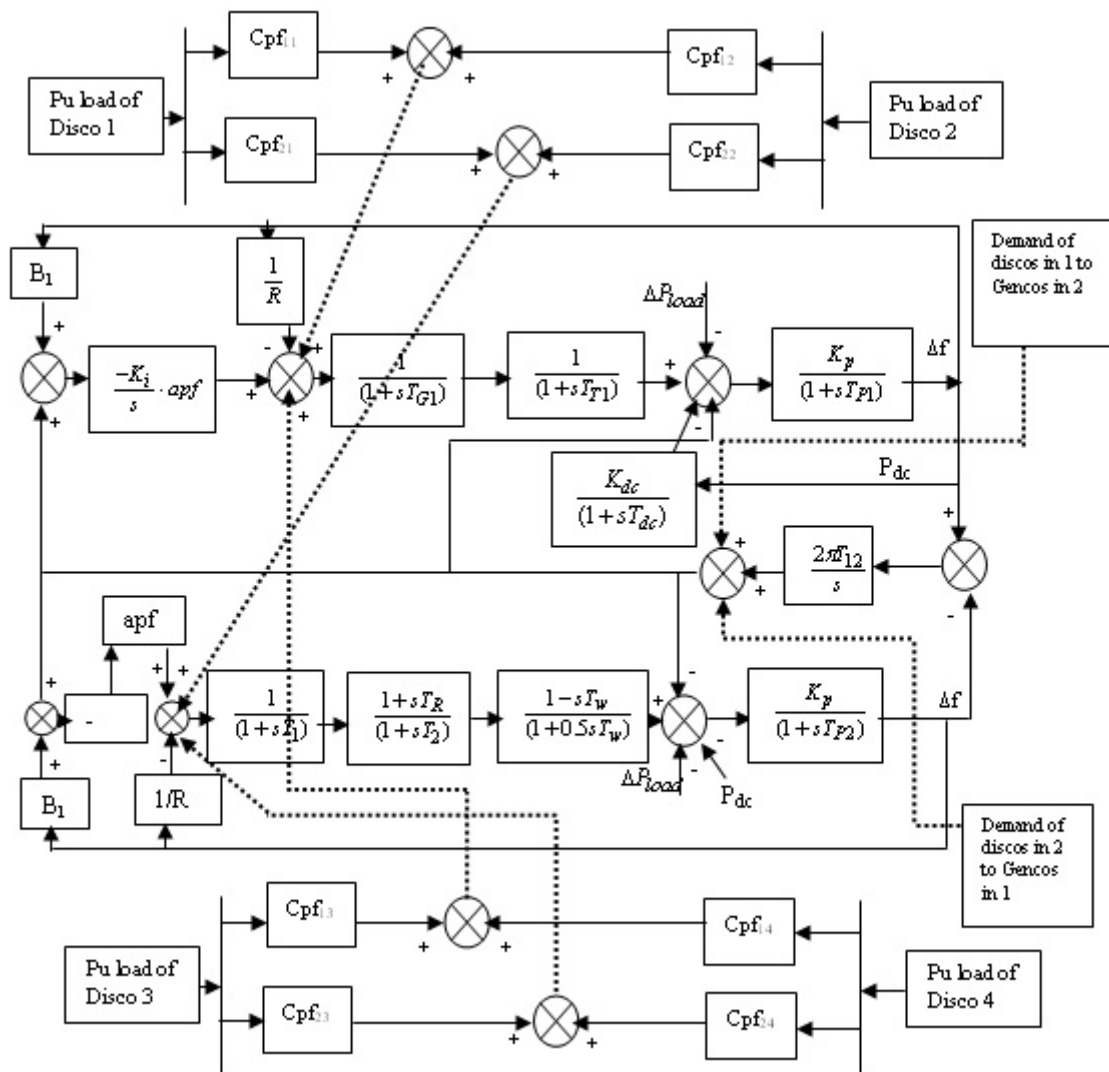 Cpf11
Cpf12
Pu load of
Disco 1
Pu load of
Disco 2
Cpf21
Cpf22
+ +
+ +
Demand of
discos in 1 to
Gencos in 2
B1
1
R
ΔPload
+ - + -
-Ki
s
· apf
1
(1+sTG1)
1
(1+sTT1)
Kp
(1+sTP1)
Δf
+ + + + -
Kdc
(1+sTdc)
Pdc
+
2πT12
s
+ +
-
apf
+ + +
-
1
(1+sT1)
1+sTR
(1+sT2)
1-sTw
(1+0.5sTw)
- +
Kp
(1+sTP2)
Δf
+ - - -
B1
1/R
ΔPload
Pdc
Demand of
discos in 2
to Gencos
in 1
Cpf13
Cpf14
+ +
Pu load of
Disco 3
Pu load of
Disco 4
Cpf23
Cpf24
+ +